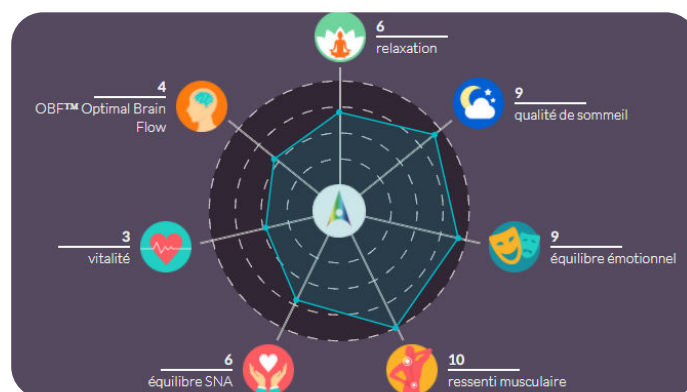 6
relaxation
4
OBF™ Optimal Brain
Flow
9
qualité de sommeil
3
vitalité
9
équilibre émotionnel
6
équilibre SNA
10
ressenti musculaire